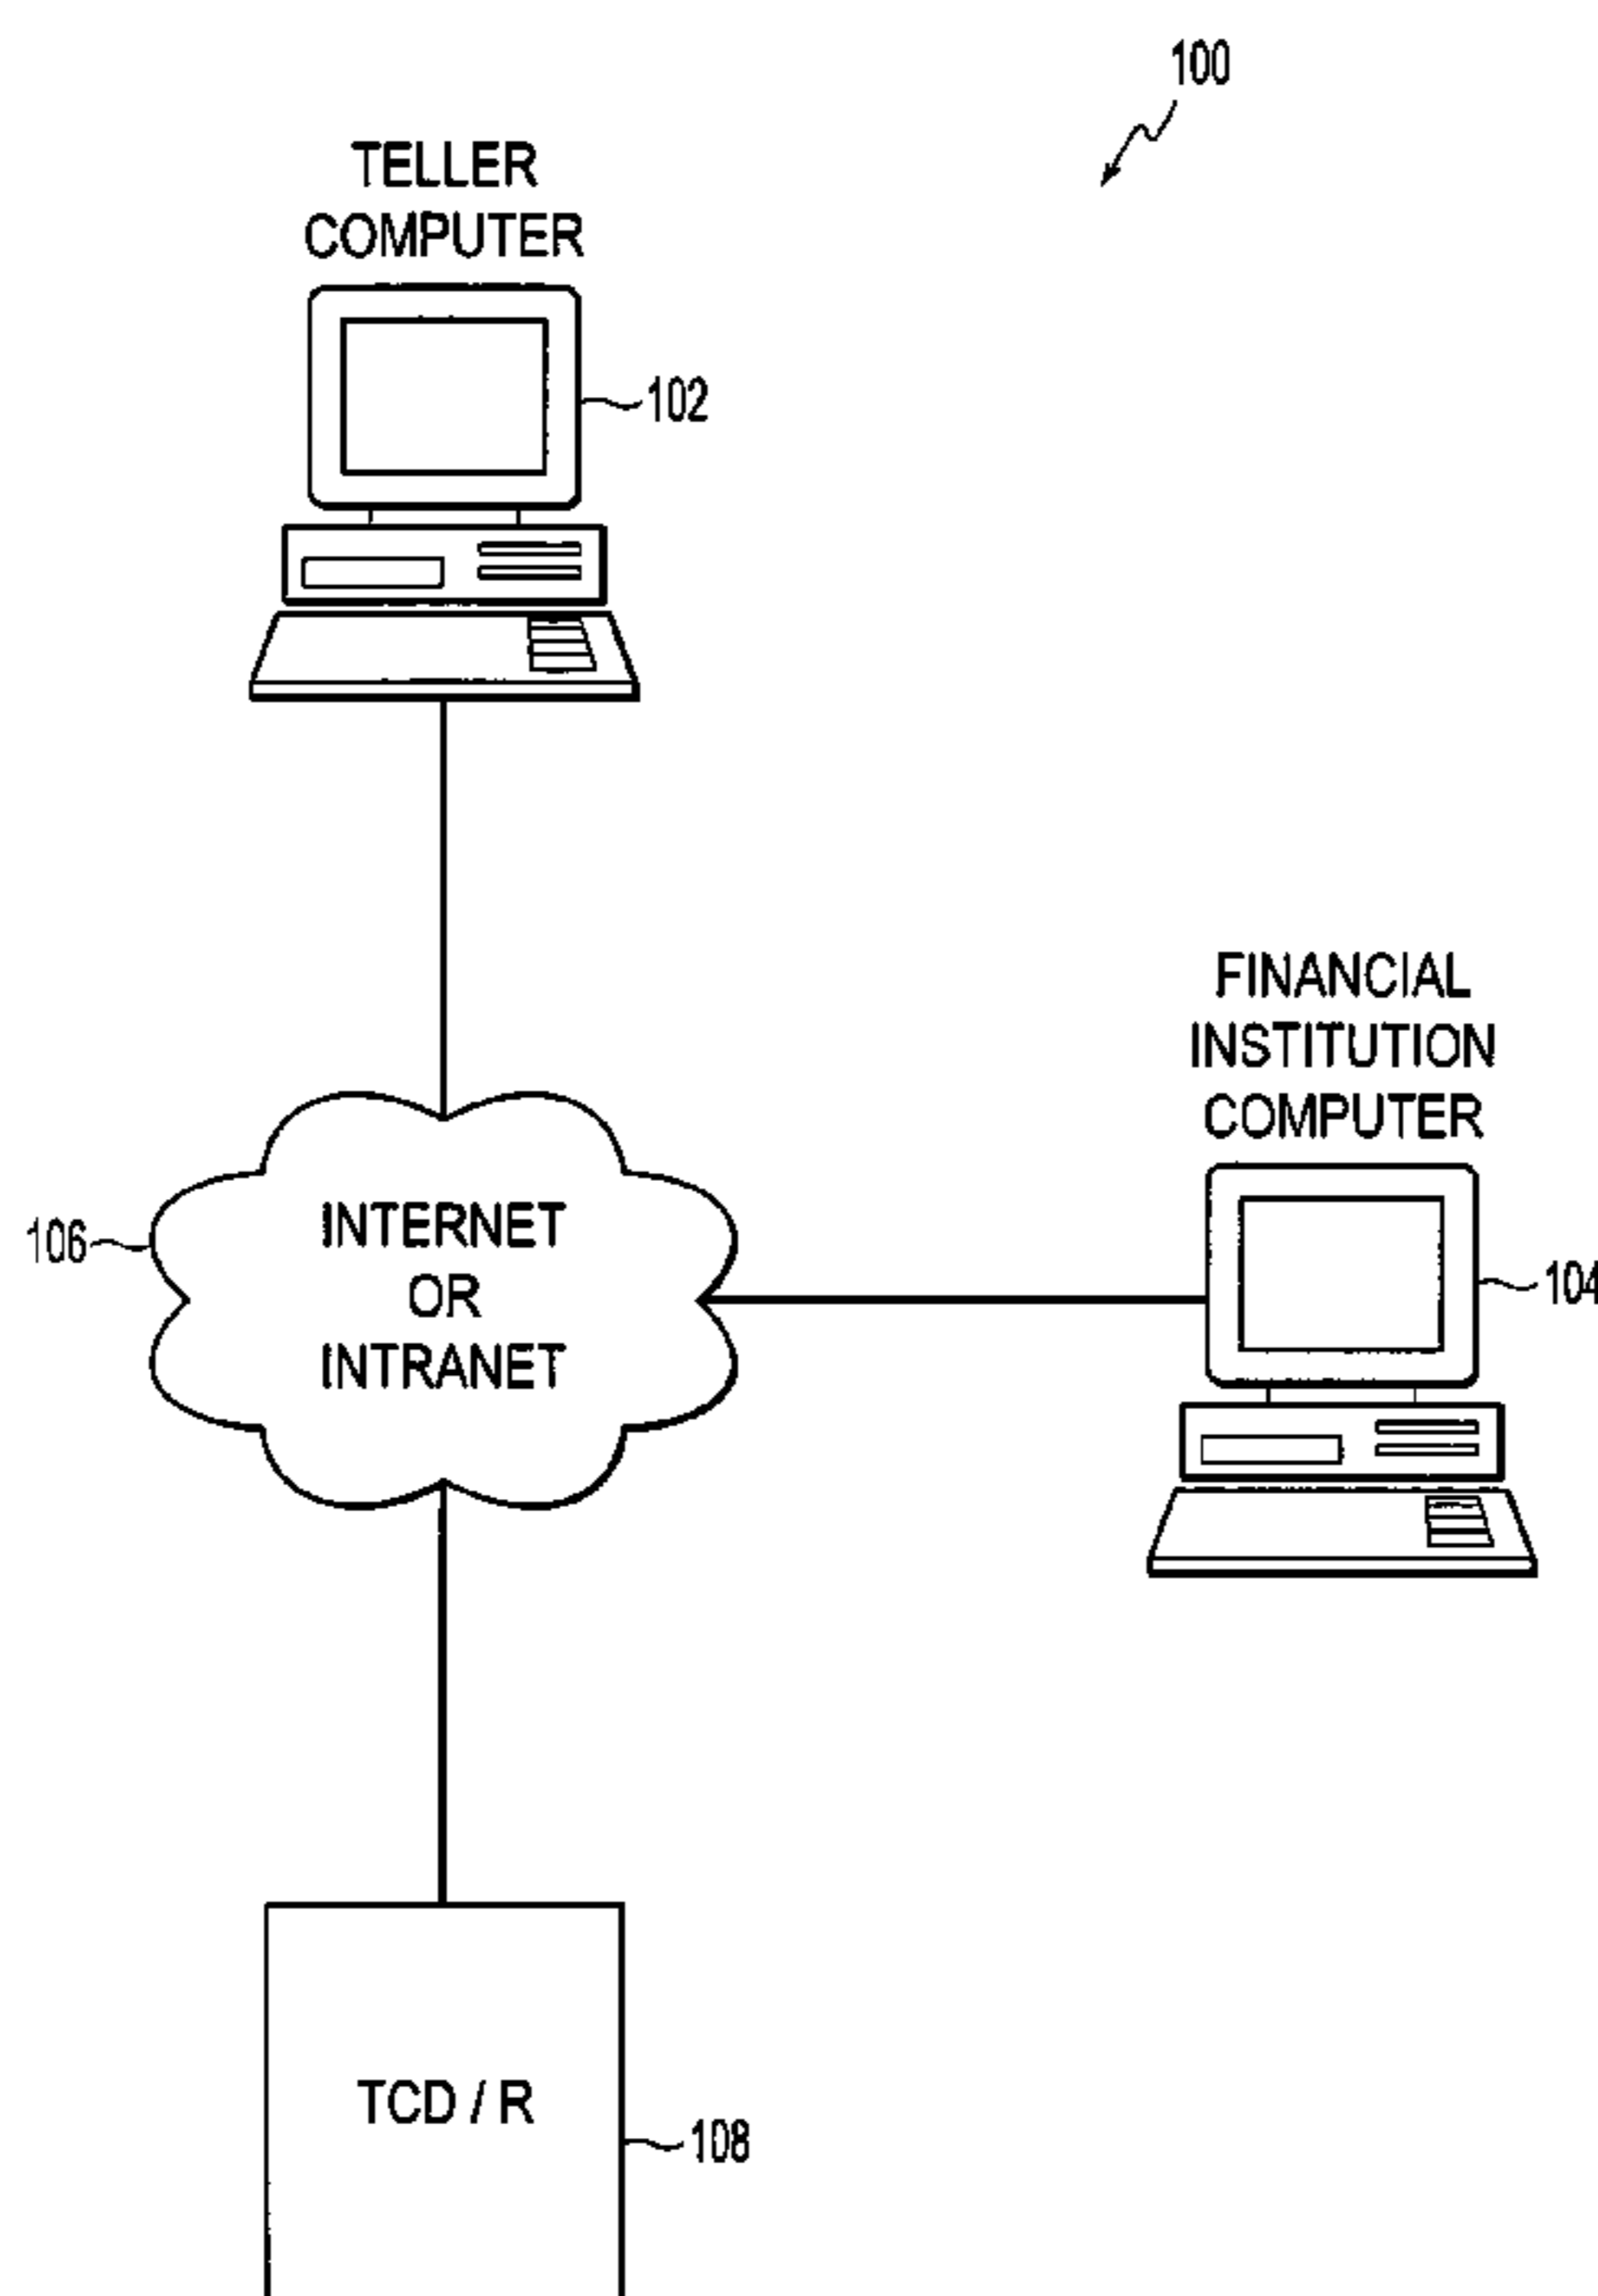 100
TELLER
COMPUTER
102
FINANCIAL
INSTITUTION
COMPUTER
106
INTERNET
OR
INTRANET
104
TCD / R
108